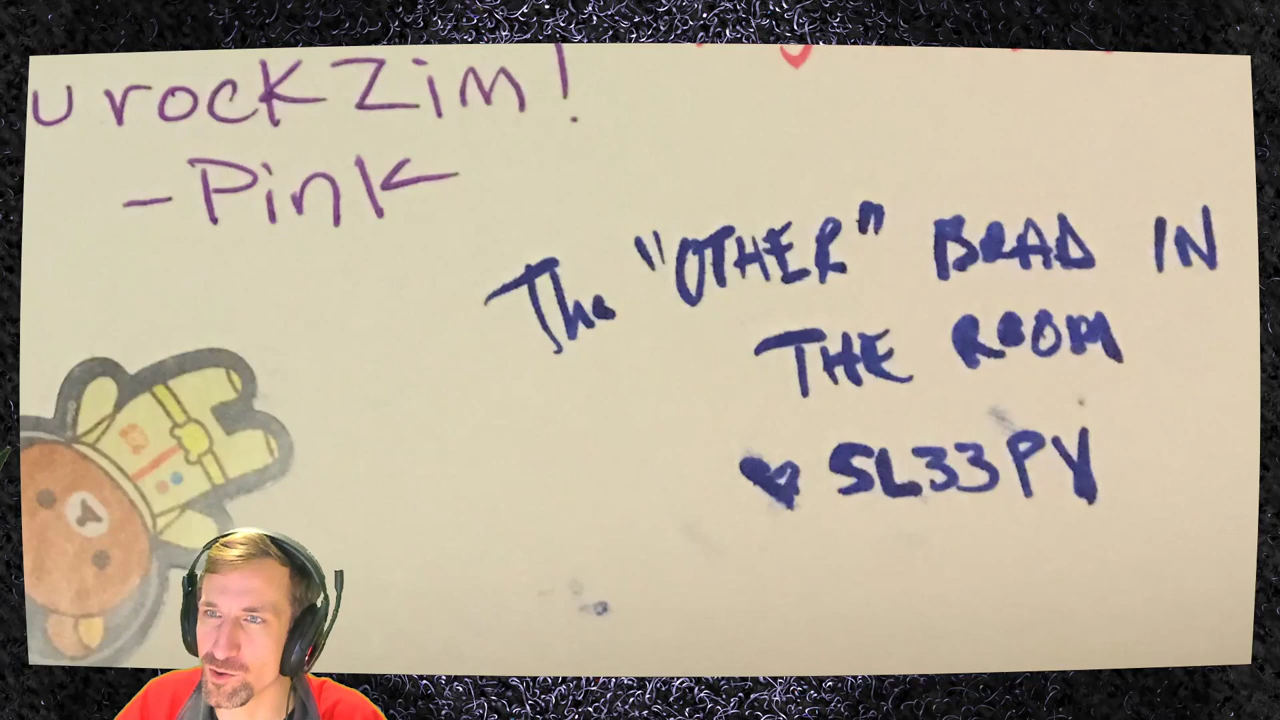 u rock Zim!
- Pink
The "OTHER" BRAD IN
THE ROOM
♥ SL33PY